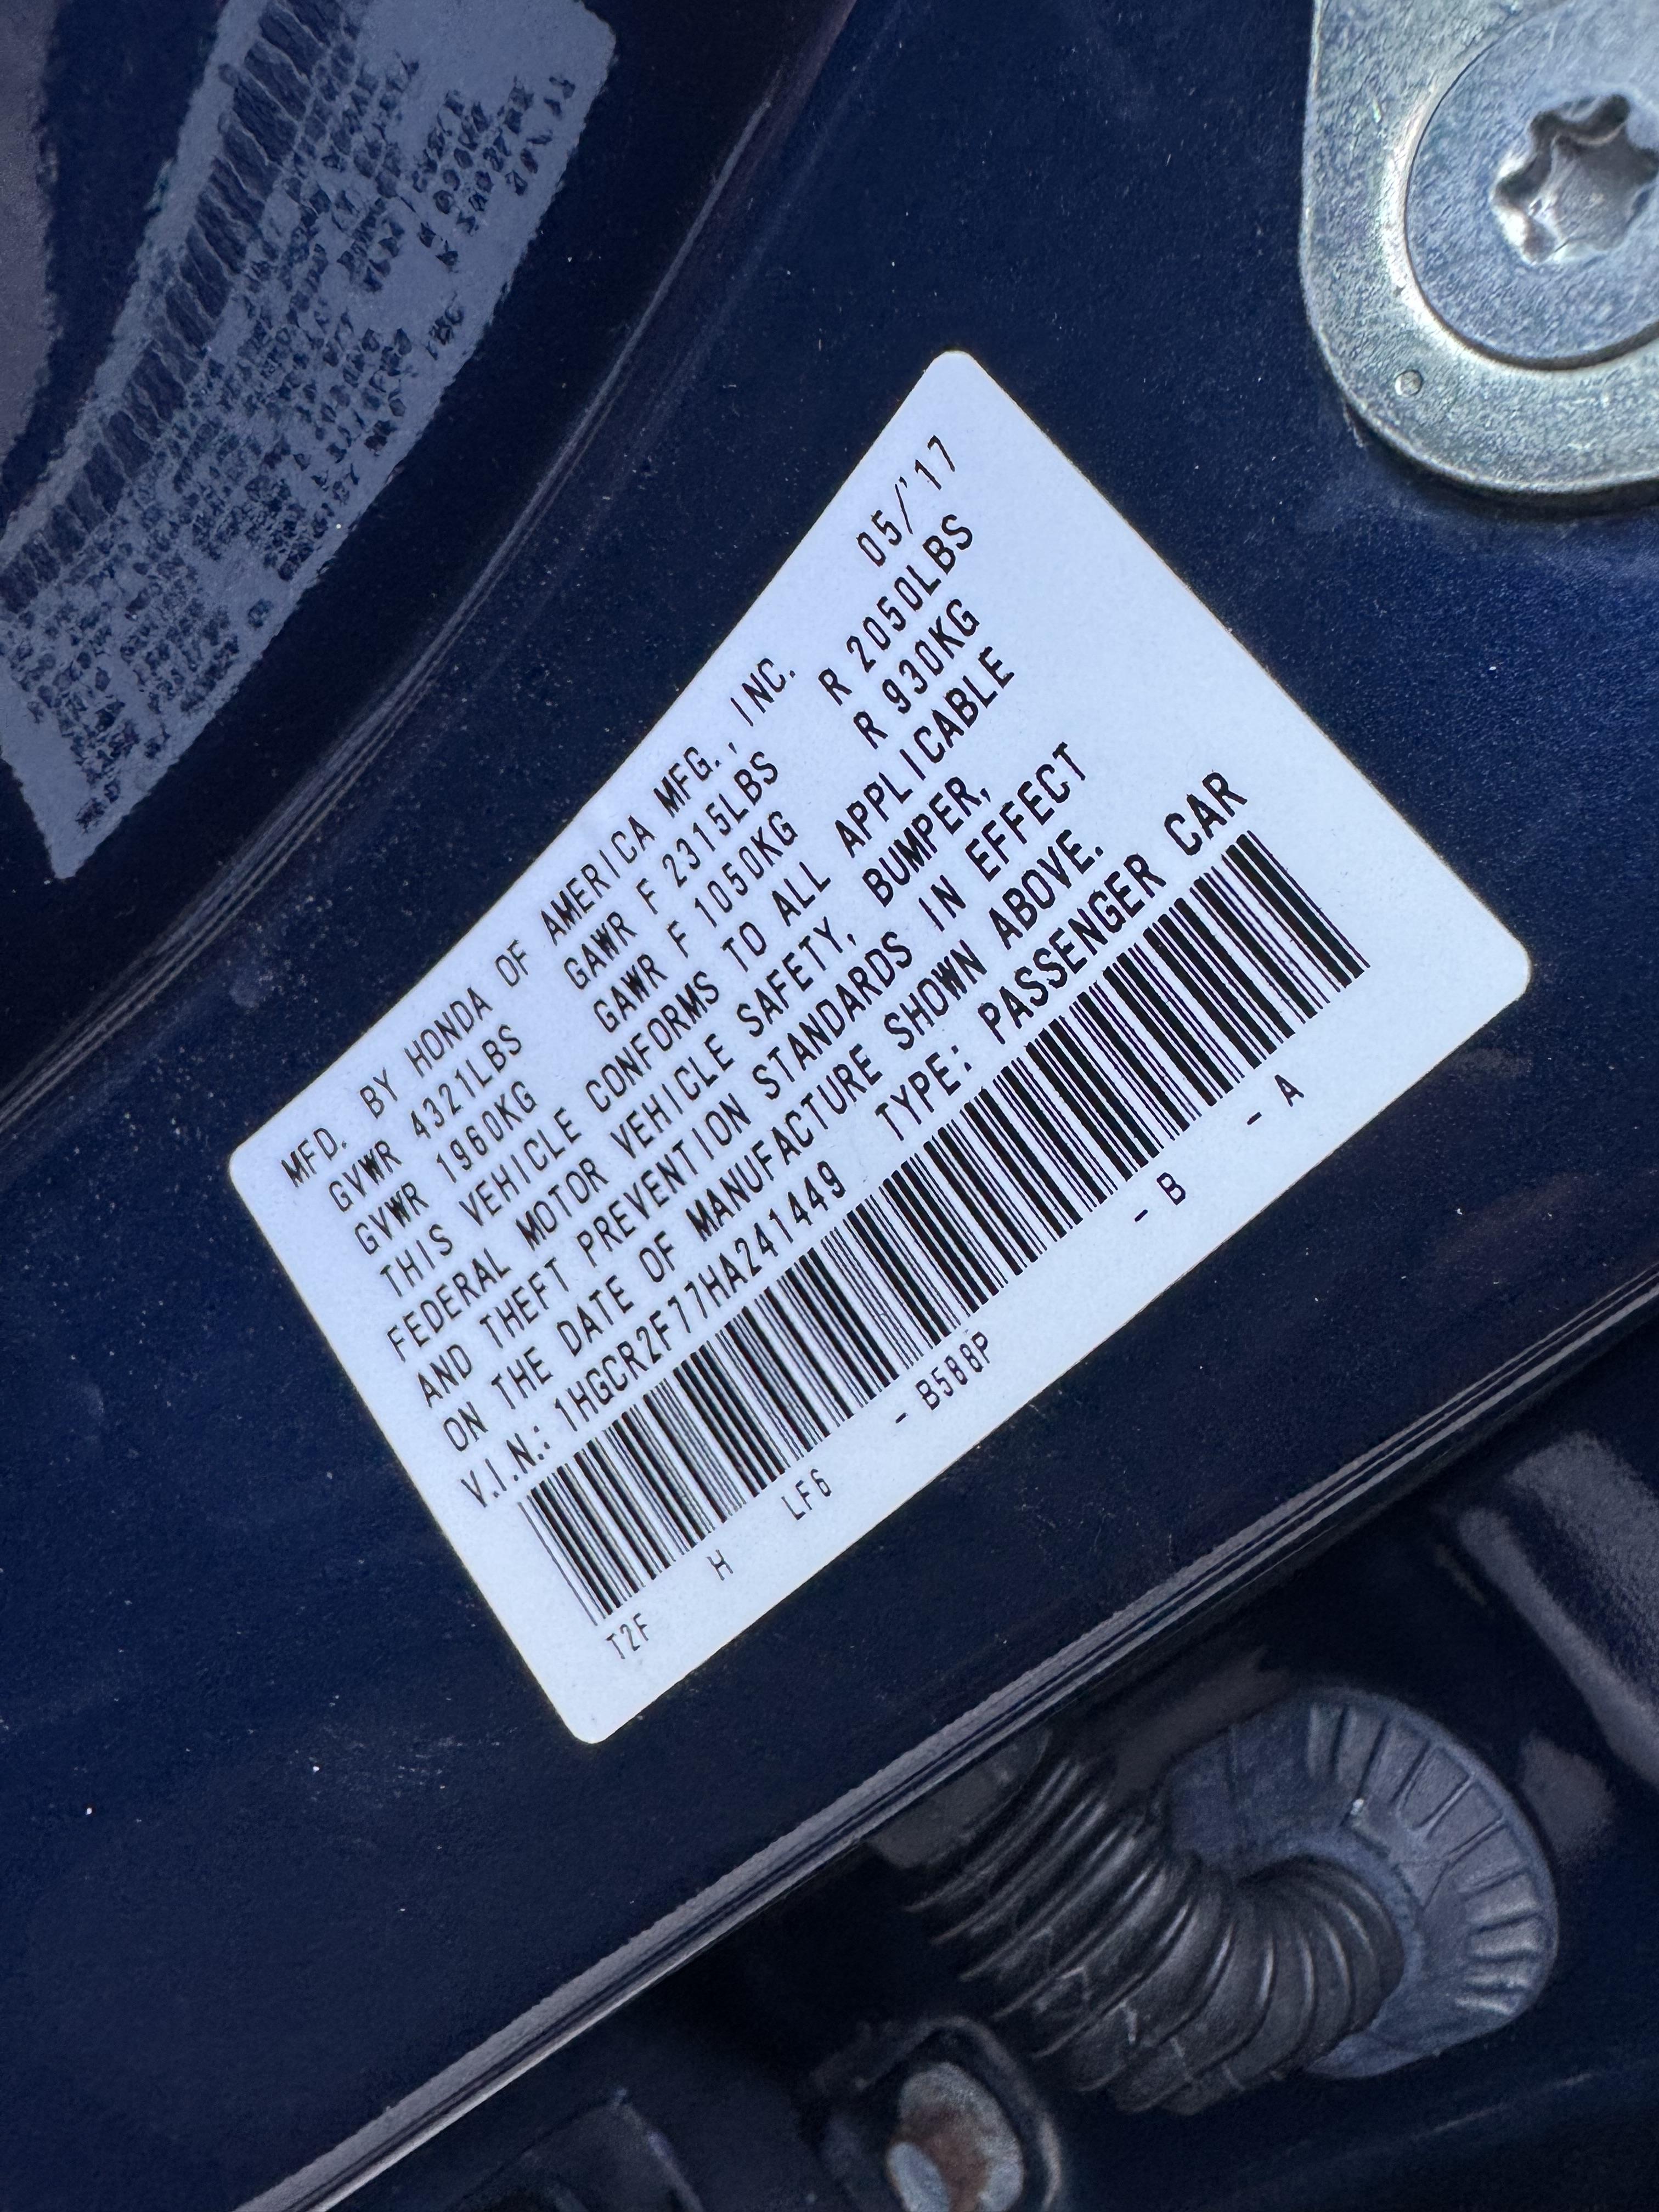 MFD. BY HONDA OF AMERICA MFG., INC. 05/'17
GVWR 4321LBS GAWR F 2315LBS R 2050LBS
GVWR 1960KG GAWR F 1050KG R 930KG
THIS VEHICLE CONFORMS TO ALL APPLICABLE
FEDERAL MOTOR VEHICLE SAFETY, BUMPER,
AND THEFT PREVENTION STANDARDS IN EFFECT
ON THE DATE OF MANUFACTURE SHOWN ABOVE.
V.I.N.: 1HGCR2F77HA241449 TYPE: PASSENGER CAR
T2F H LF6 - B588P - B - A